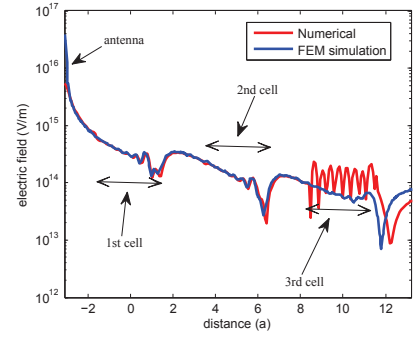 10^17
10^16
10^15
10^14
10^13
10^12
electric field (V/m)
antenna
Numerical
FEM simulation
2nd cell
1st cell
3rd cell
-2 0 2 4 6 8 10 12
distance (a)